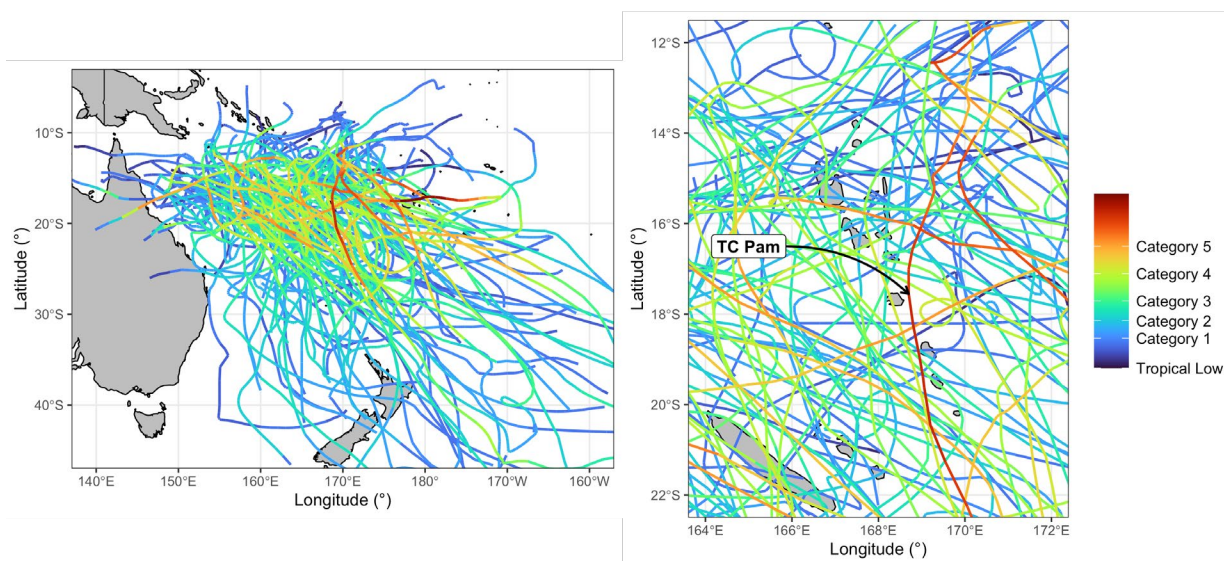 10°S
20°S
30°S
40°S
Latitude (°)
140°E
150°E
160°E
170°E
180°
170°W
160°W
Longitude (°)
12°S
14°S
16°S
18°S
20°S
22°S
Latitude (°)
TC Pam
164°E
166°E
168°E
170°E
172°E
Longitude (°)
Category 5
Category 4
Category 3
Category 2
Category 1
Tropical Low